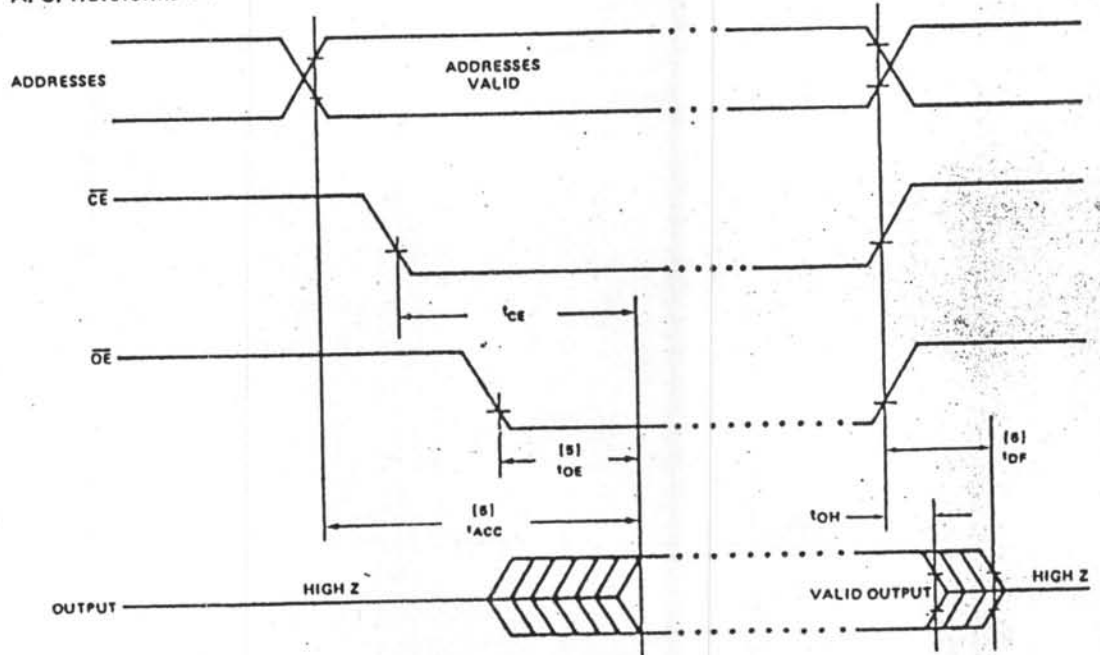 ADDRESSES
ADDRESSES
VALID
CE
tCE
OE
[5]
tOE
[6]
tDF
[6]
tACC
tOH
HIGH Z
VALID OUTPUT
HIGH Z
OUTPUT